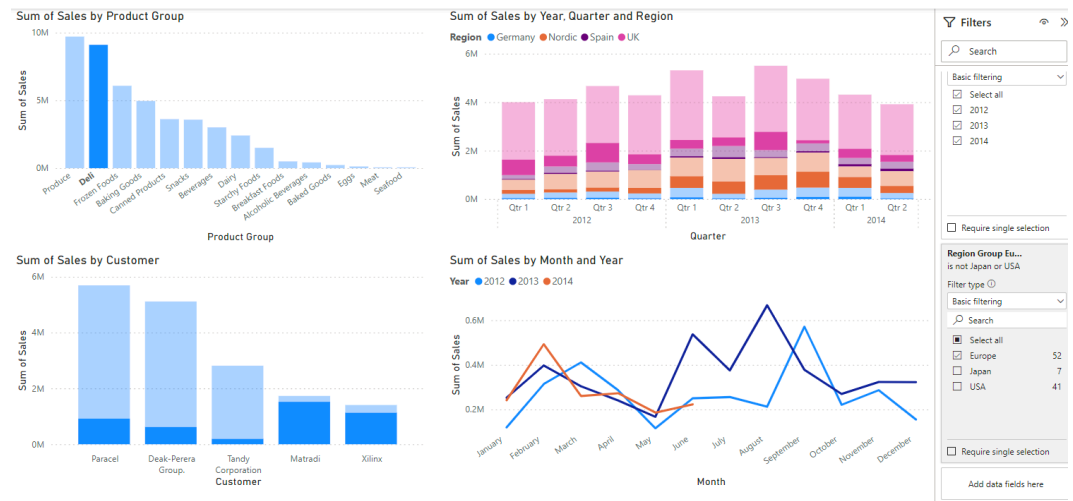 Sum of Sales by Product Group
10M
5M
0M
Sum of Sales
Produce
Deli
Frozen Foods
Baking Goods
Canned Products
Snacks
Beverages
Dairy
Starchy Foods
Breakfast Foods
Alcoholic Beverages
Baked Goods
Eggs
Meat
Seafood
Product Group
Sum of Sales by Year, Quarter and Region
Region Germany Nordic Spain UK
6M
4M
2M
0M
Sum of Sales
Qtr 1 Qtr 2 Qtr 3 Qtr 4 Qtr 1 Qtr 2 Qtr 3 Qtr 4 Qtr 1 Qtr 2
2012 2013 2014
Quarter
Sum of Sales by Customer
6M
4M
2M
0M
Sum of Sales
Paracel
Deak-Perera
Group.
Tandy
Corporation
Matradi
Xilinx
Customer
Sum of Sales by Month and Year
Year 2012 2013 2014
0.6M
0.4M
0.2M
Sum of Sales
January
February
March
April
May
June
July
August
September
October
November
December
Month
Filters
Search
Basic filtering
Select all
2012
2013
2014
Require single selection
Region Group Eu...
is not Japan or USA
Filter type
Basic filtering
Search
Select all
Europe 52
Japan 7
USA 41
Require single selection
Add data fields here